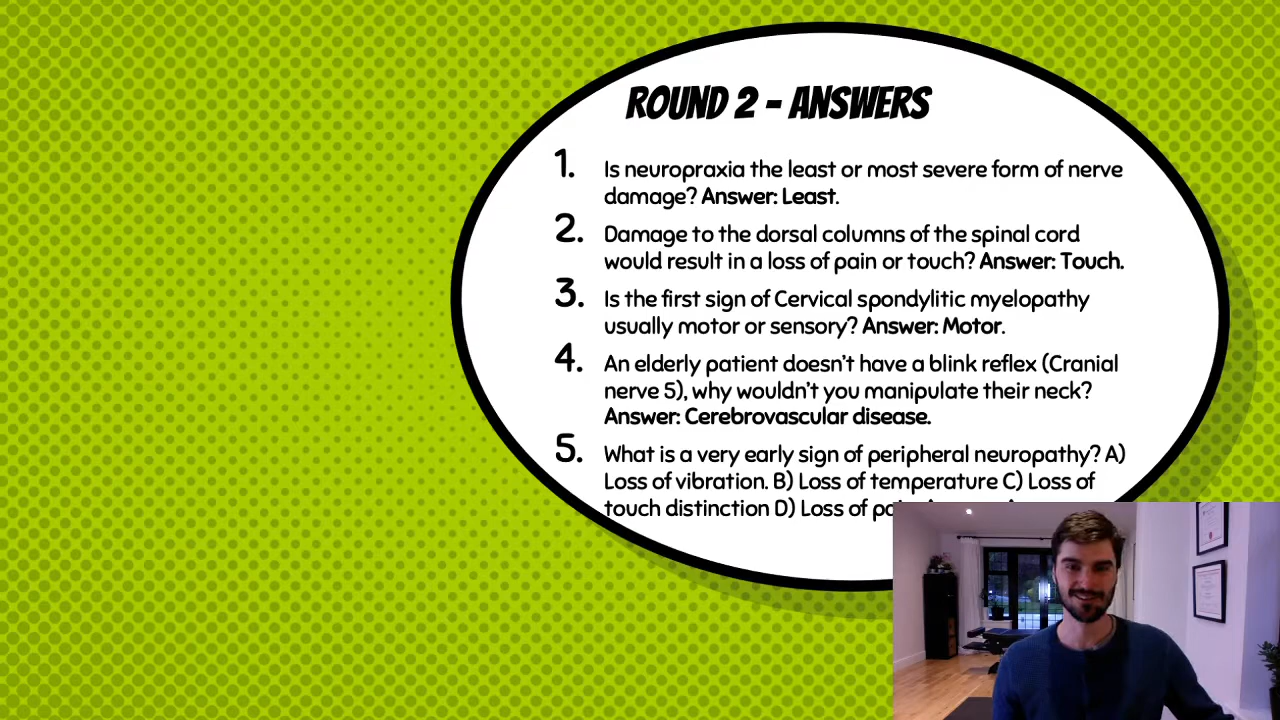 ROUND 2 - ANSWERS
1. Is neuropraxia the least or most severe form of nerve
damage? Answer: Least.
2. Damage to the dorsal columns of the spinal cord
would result in a loss of pain or touch? Answer: Touch.
3. Is the first sign of Cervical spondylitic myelopathy
usually motor or sensory? Answer: Motor.
4. An elderly patient doesn't have a blink reflex (Cranial
nerve 5), why wouldn't you manipulate their neck?
Answer: Cerebrovascular disease.
5. What is a very early sign of peripheral neuropathy? A)
Loss of vibration. B) Loss of temperature C) Loss of
touch distinction D) Loss of